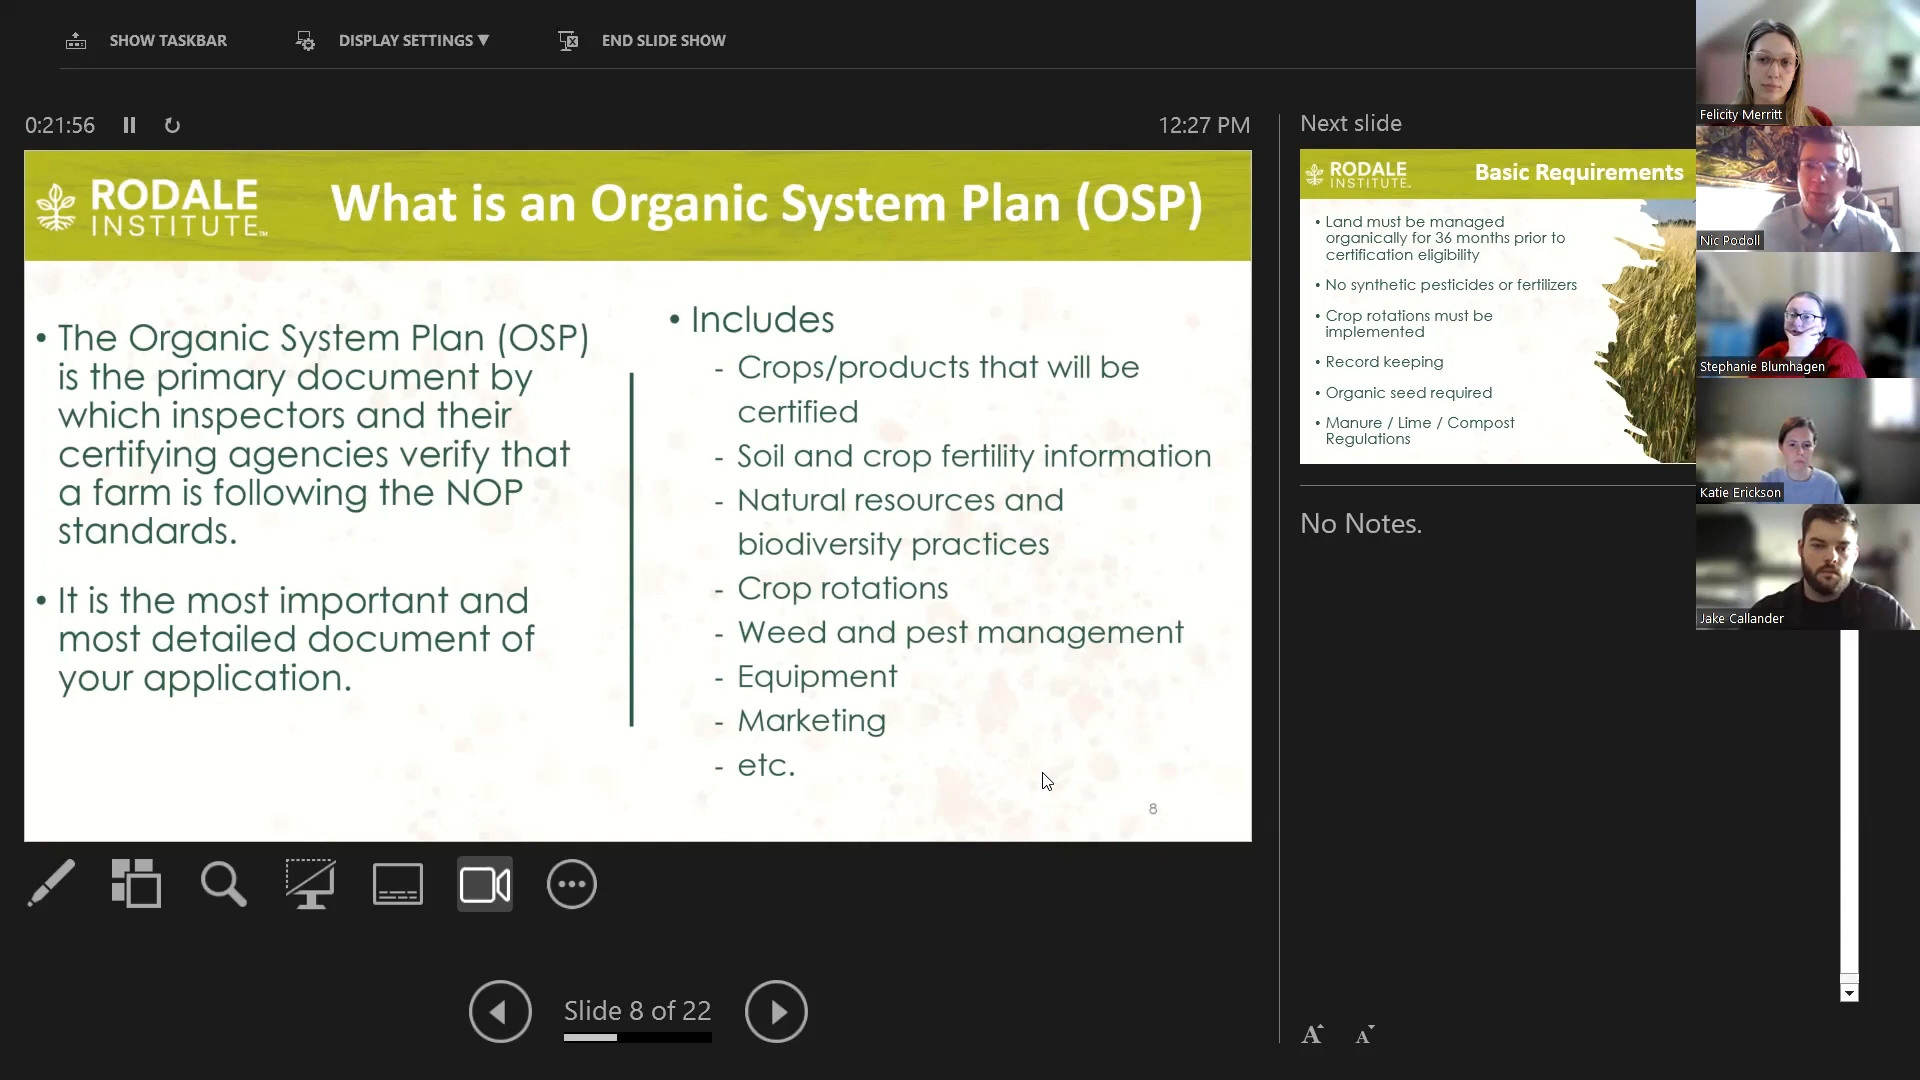 SHOW TASKBAR
DISPLAY SETTINGS ▼
END SLIDE SHOW
0:21:56
12:27 PM
RODALE
INSTITUTE™
What is an Organic System Plan (OSP)
• The Organic System Plan (OSP)
is the primary document by
which inspectors and their
certifying agencies verify that
a farm is following the NOP
standards.
• It is the most important and
most detailed document of
your application.
• Includes
- Crops/products that will be
certified
- Soil and crop fertility information
- Natural resources and
biodiversity practices
- Crop rotations
- Weed and pest management
- Equipment
- Marketing
- etc.
8
Slide 8 of 22
Next slide
RODALE
INSTITUTE™
Basic Requirements
• Land must be managed
organically for 36 months prior to
certification eligibility
• No synthetic pesticides or fertilizers
• Crop rotations must be
implemented
• Record keeping
• Organic seed required
• Manure / Lime / Compost
Regulations
No Notes.
A A
Felicity Merritt
Nic Podoll
Stephanie Blumhagen
Katie Erickson
Jake Callander